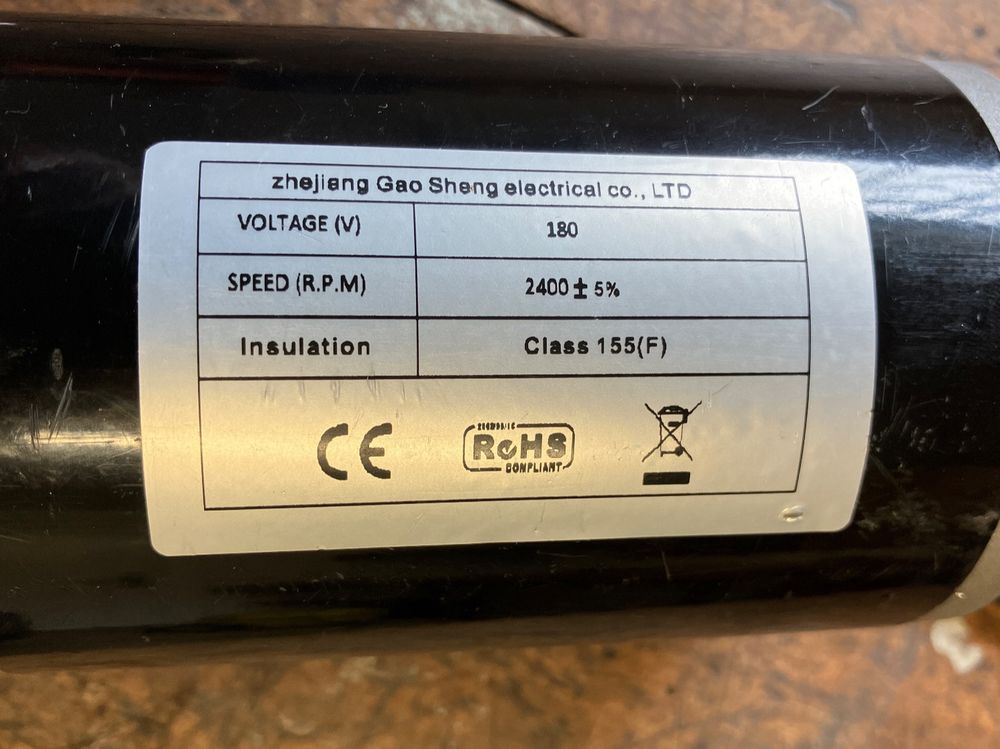 zhejiang Gao Sheng electrical co., LTD
VOLTAGE (V) 180
SPEED (R.P.M) 2400 ± 5%
Insulation Class 155(F)
CE
RoHS
COMPLIANT